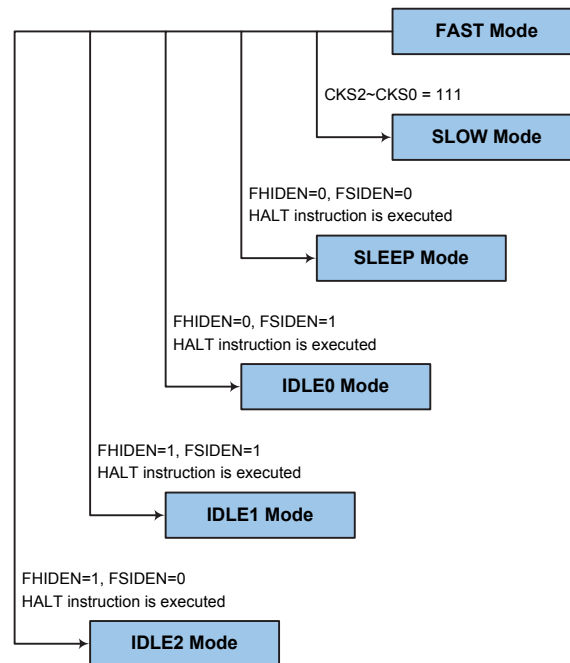 FAST Mode
CKS2~CKS0 = 111
SLOW Mode
FHIDEN=0, FSIDEN=0
HALT instruction is executed
SLEEP Mode
FHIDEN=0, FSIDEN=1
HALT instruction is executed
IDLE0 Mode
FHIDEN=1, FSIDEN=1
HALT instruction is executed
IDLE1 Mode
FHIDEN=1, FSIDEN=0
HALT instruction is executed
IDLE2 Mode